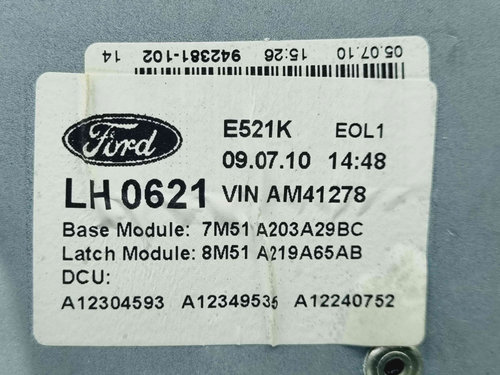 05.07.10 15:26 942381-102 14
Ford
E521K EOL1
09.07.10 14:48
LH 0621 VIN AM41278
Base Module: 7M51 A203A29BC
Latch Module: 8M51 A219A65AB
DCU:
A12304593 A12349535 A12240752